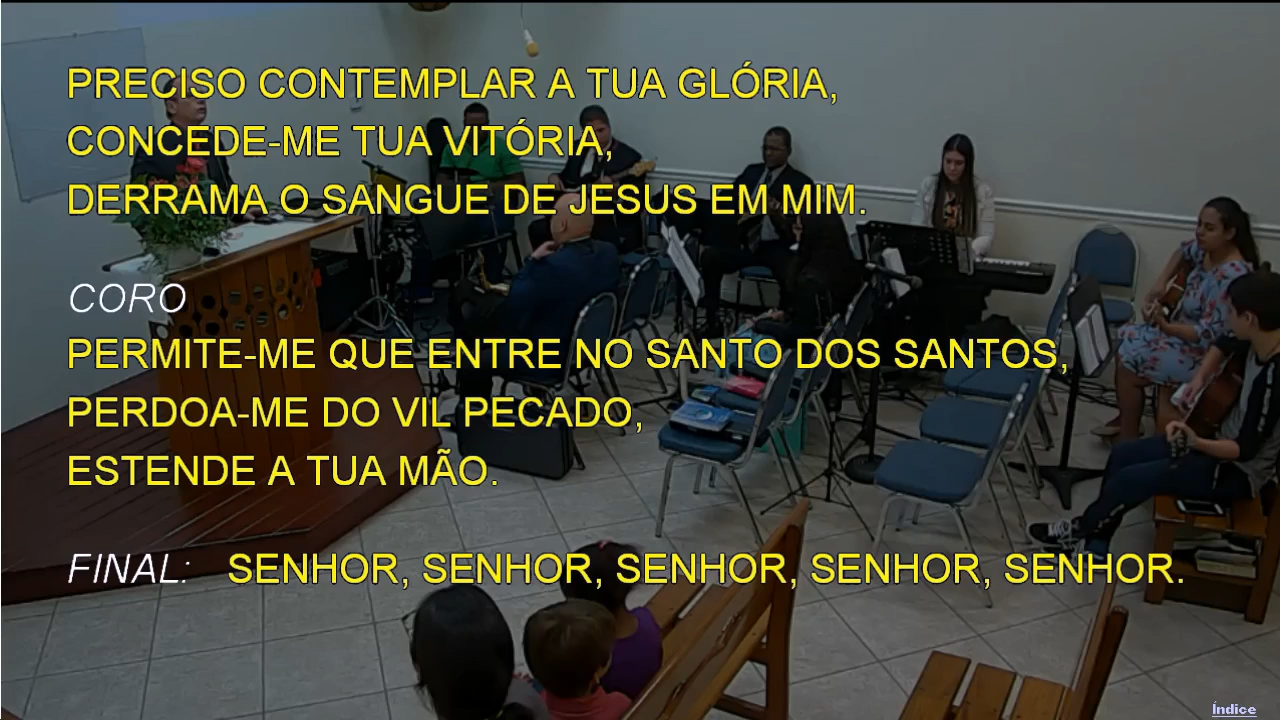 PRECISO CONTEMPLAR A TUA GLÓRIA,
CONCEDE-ME TUA VITÓRIA,
DERRAMA O SANGUE DE JESUS EM MIM.
CORO
PERMITE-ME QUE ENTRE NO SANTO DOS SANTOS,
PERDOA-ME DO VIL PECADO,
ESTENDE A TUA MÃO.
FINAL: SENHOR, SENHOR, SENHOR, SENHOR, SENHOR.
Índice